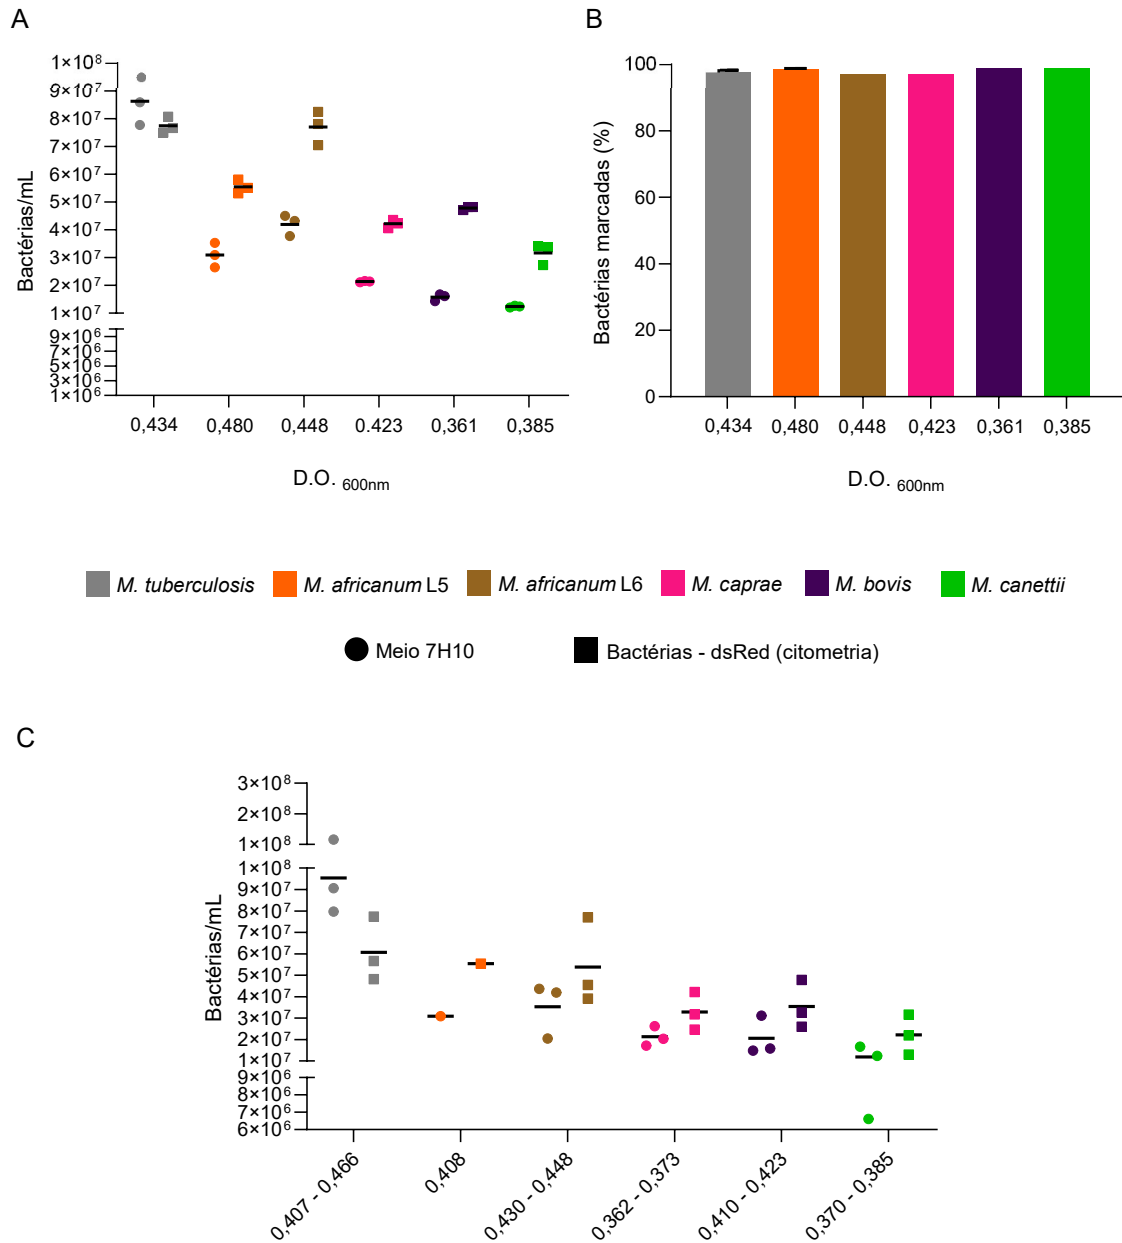 A
B
1×10⁸
9×10⁷
8×10⁷
7×10⁷
6×10⁷
5×10⁷
4×10⁷
3×10⁷
2×10⁷
1×10⁷
9×10⁶
7×10⁶
5×10⁶
3×10⁶
1×10⁶
Bactérias/mL
0,434 0,480 0,448 0,423 0,361 0,385
D.O. 600nm
100
80
60
40
20
0
Bactérias marcadas (%)
0,434 0,480 0,448 0,423 0,361 0,385
D.O. 600nm
M. tuberculosis M. africanum L5 M. africanum L6 M. caprae M. bovis M. canettii
Meio 7H10 Bactérias - dsRed (citometria)
C
3×10⁸
2×10⁸
1×10⁸
1×10⁸
9×10⁷
8×10⁷
7×10⁷
6×10⁷
5×10⁷
4×10⁷
3×10⁷
2×10⁷
1×10⁷
9×10⁶
8×10⁶
7×10⁶
6×10⁶
Bactérias/mL
0,407 - 0,466 0,408 0,430 - 0,448 0,362 - 0,373 0,410 - 0,423 0,370 - 0,385